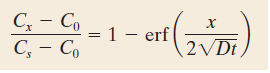 Cₓ − C₀ / Cₛ − C₀ = 1 − erf(x / 2√Dt)